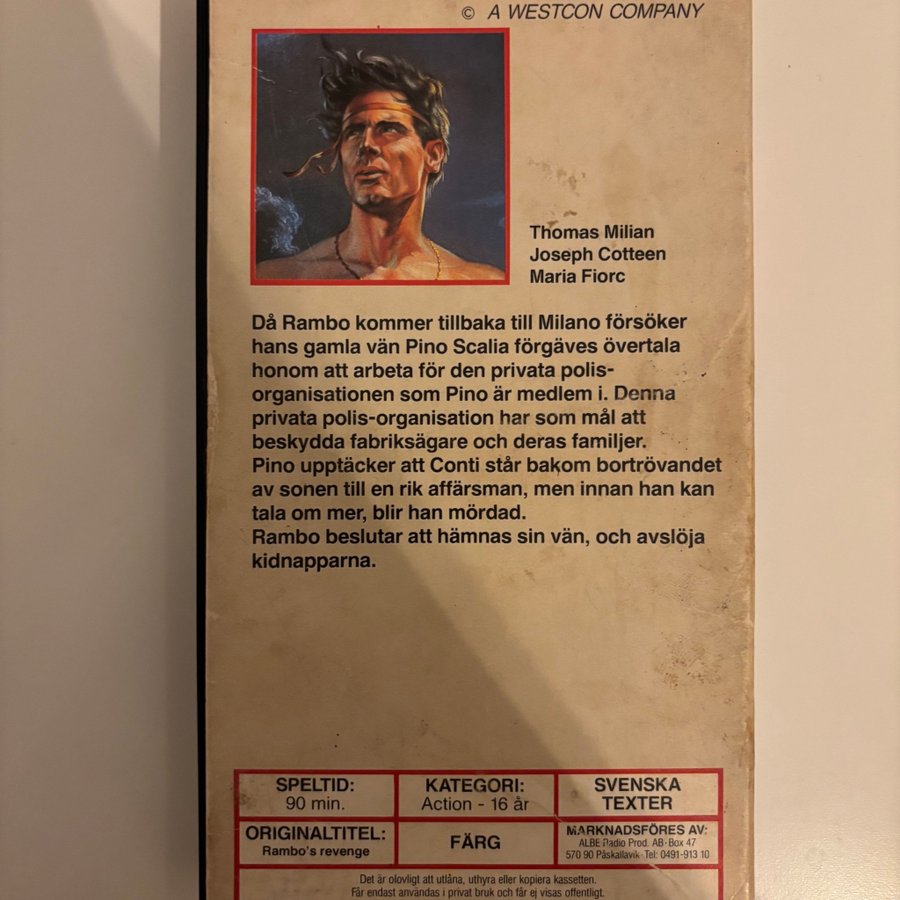 © A WESTCON COMPANY
Thomas Milian
Joseph Cotteen
Maria Fiorc
Då Rambo kommer tillbaka till Milano försöker
hans gamla vän Pino Scalia förgäves övertala
honom att arbeta för den privata polis-
organisationen som Pino är medlem i. Denna
privata polis-organisation har som mål att
beskydda fabriksägare och deras familjer.
Pino upptäcker att Conti står bakom bortrövandet
av sonen till en rik affärsman, men innan han kan
tala om mer, blir han mördad.
Rambo beslutar att hämnas sin vän, och avslöja
kidnapparna.
SPELTID:
90 min.
KATEGORI:
Action - 16 år
SVENSKA
TEXTER
ORIGINALTITEL:
Rambo's revenge
FÄRG
MARKNADSFÖRES AV:
ALBE Radio Prod. AB · Box 47
570 90 Påskallavik · Tel: 0491-913 10
Det är olovligt att utlåna, uthyra eller kopiera kassetten.
Får endast användas i privat bruk och får ej visas offentligt.